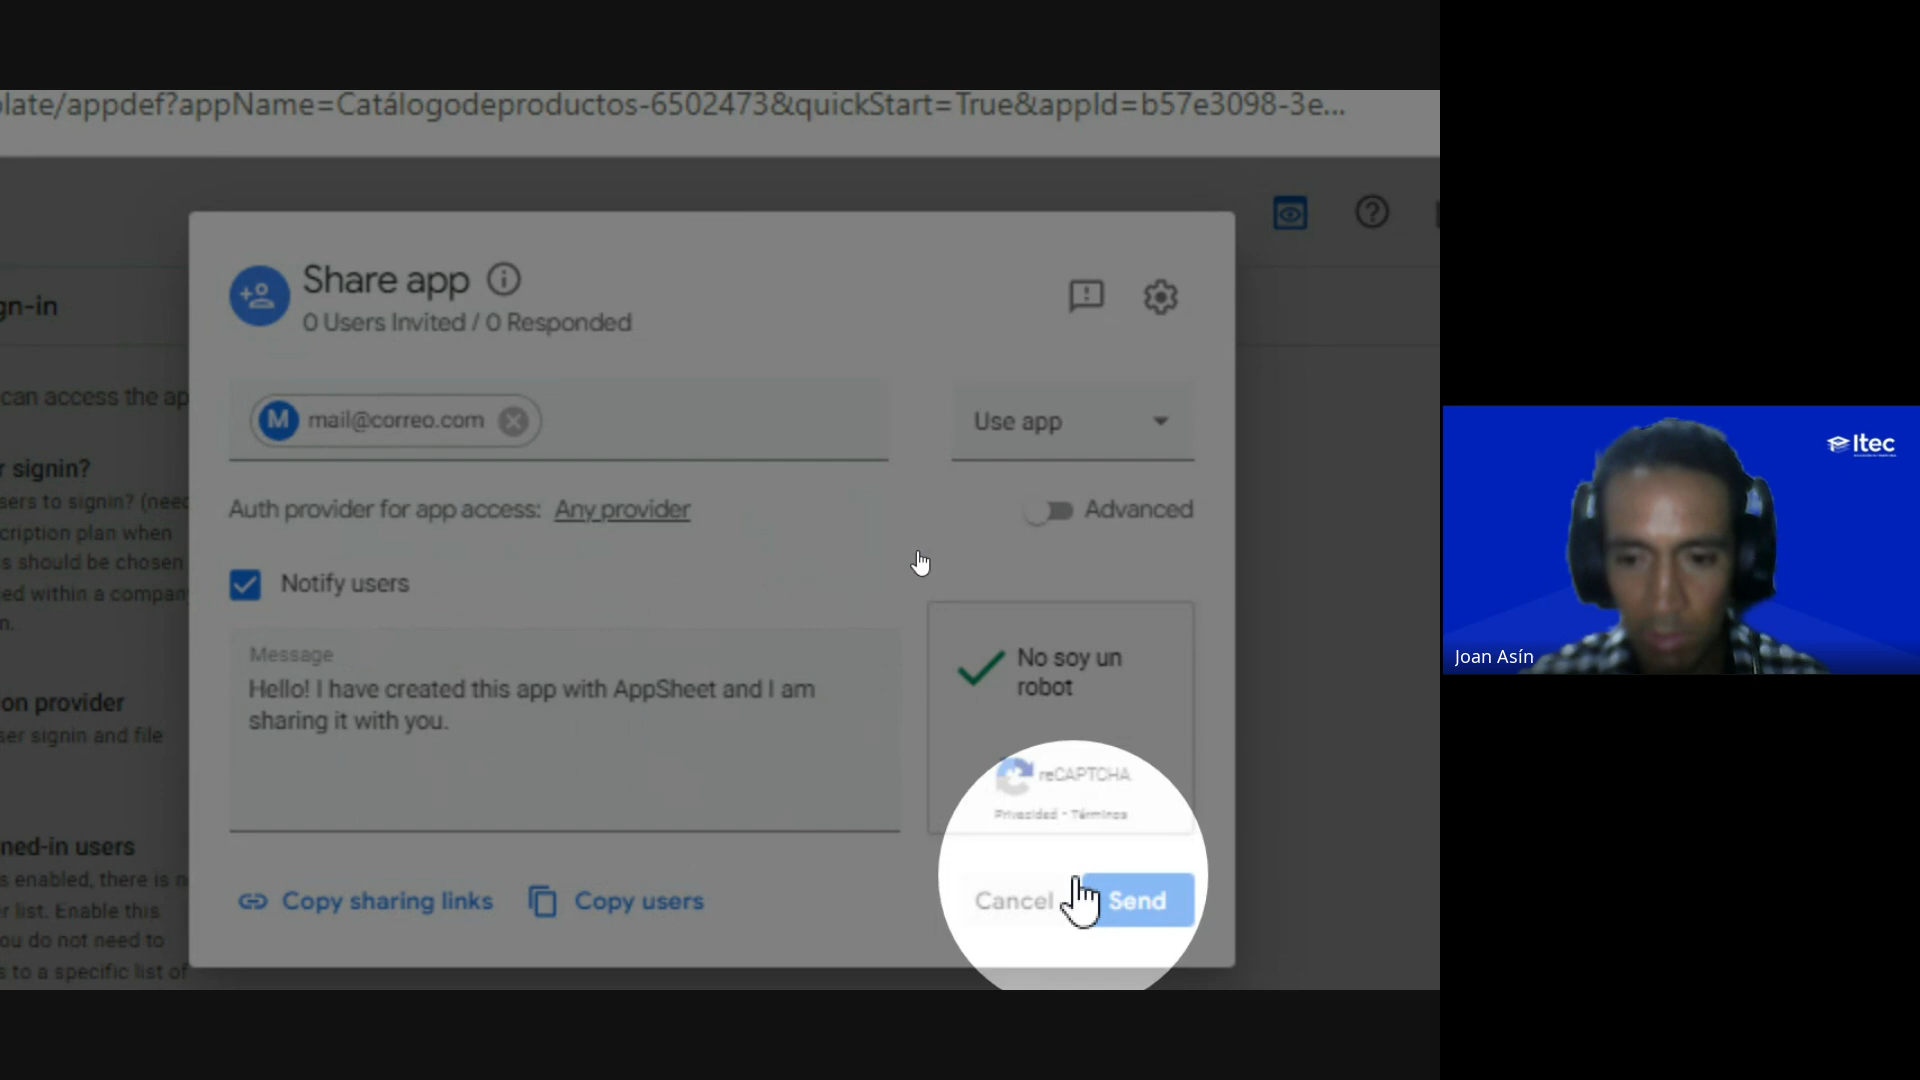 late/appdef?appName=Catálogodeproductos-6502473&quickStart=True&appId=b57e3098-3e...
gn-in
can access the ap
r signin?
sers to signin? (need
cription plan when
s should be chosen
ed within a company
n.
on provider
ser signin and file
ned-in users
s enabled, there is n
r list. Enable this
ou do not need to
s to a specific list of
Share app
0 Users Invited / 0 Responded
M mail@correo.com
Use app
Auth provider for app access: Any provider
Advanced
Notify users
Message
Hello! I have created this app with AppSheet and I am
sharing it with you.
No soy un
robot
reCAPTCHA
Privacidad - Términos
Copy sharing links
Copy users
Cancel
Send
Itec
Joan Asín